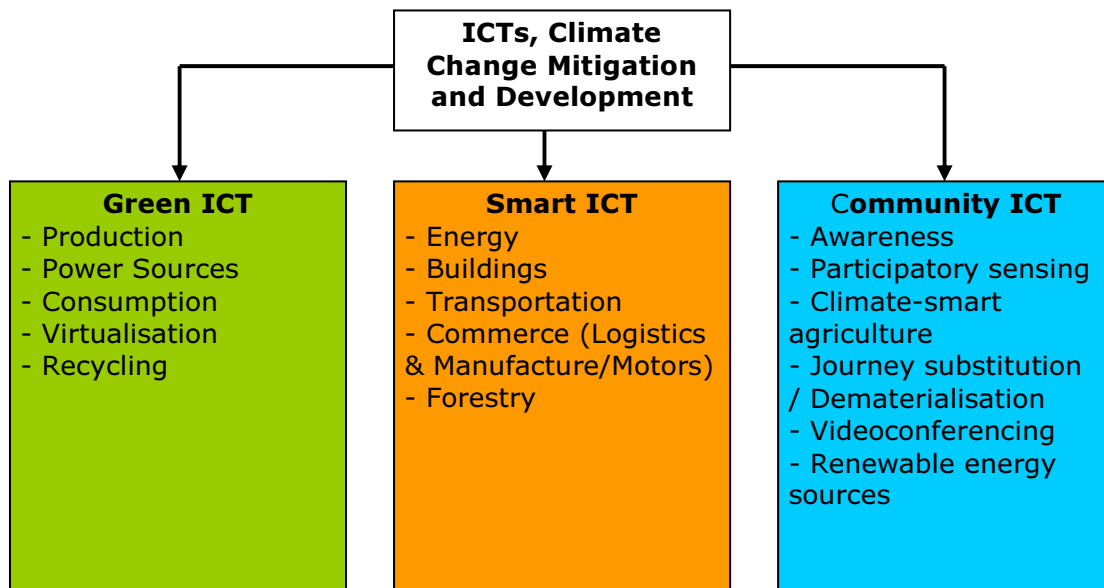 ICTs, Climate
Change Mitigation
and Development
Green ICT
- Production
- Power Sources
- Consumption
- Virtualisation
- Recycling
Smart ICT
- Energy
- Buildings
- Transportation
- Commerce (Logistics
& Manufacture/Motors)
- Forestry
Community ICT
- Awareness
- Participatory sensing
- Climate-smart
agriculture
- Journey substitution
/ Dematerialisation
- Videoconferencing
- Renewable energy
sources